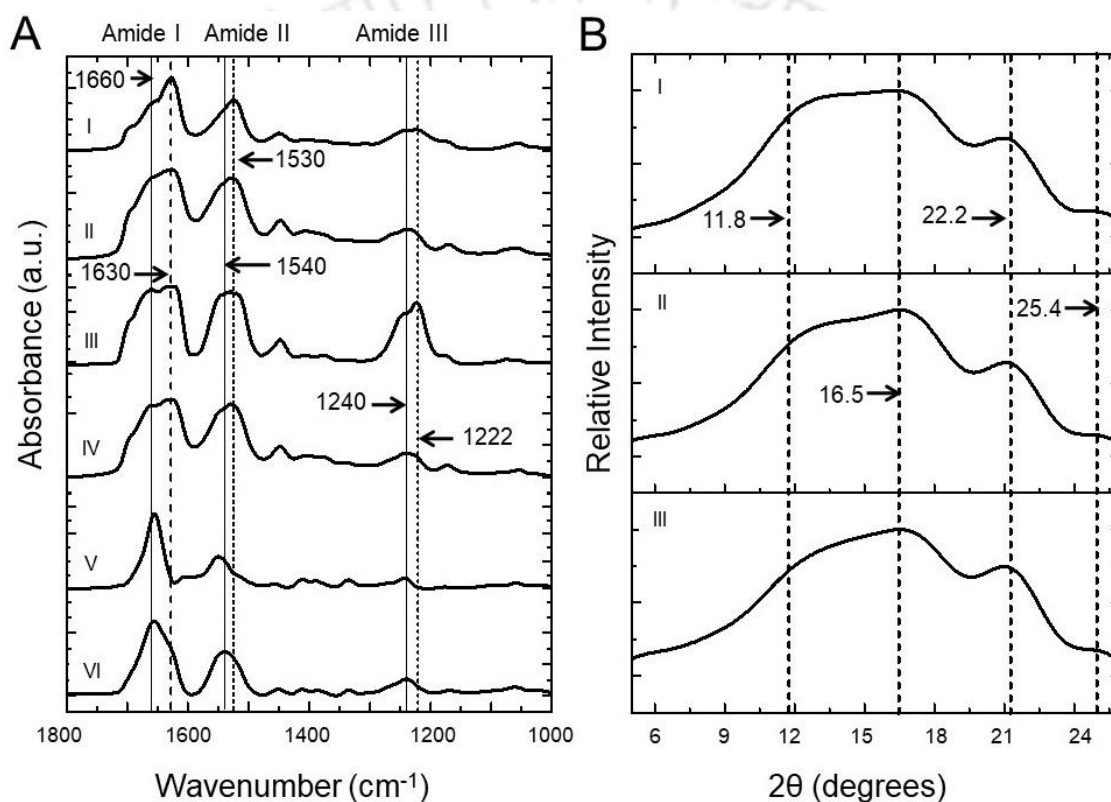 A
Amide I Amide II Amide III
1660
I
1530
II
1630
1540
III
1240
1222
IV
V
VI
1800 1600 1400 1200 1000
Wavenumber (cm⁻¹)
Absorbance (a.u.)
B
I
11.8
22.2
II
25.4
16.5
III
6 9 12 15 18 21 24
2θ (degrees)
Relative Intensity